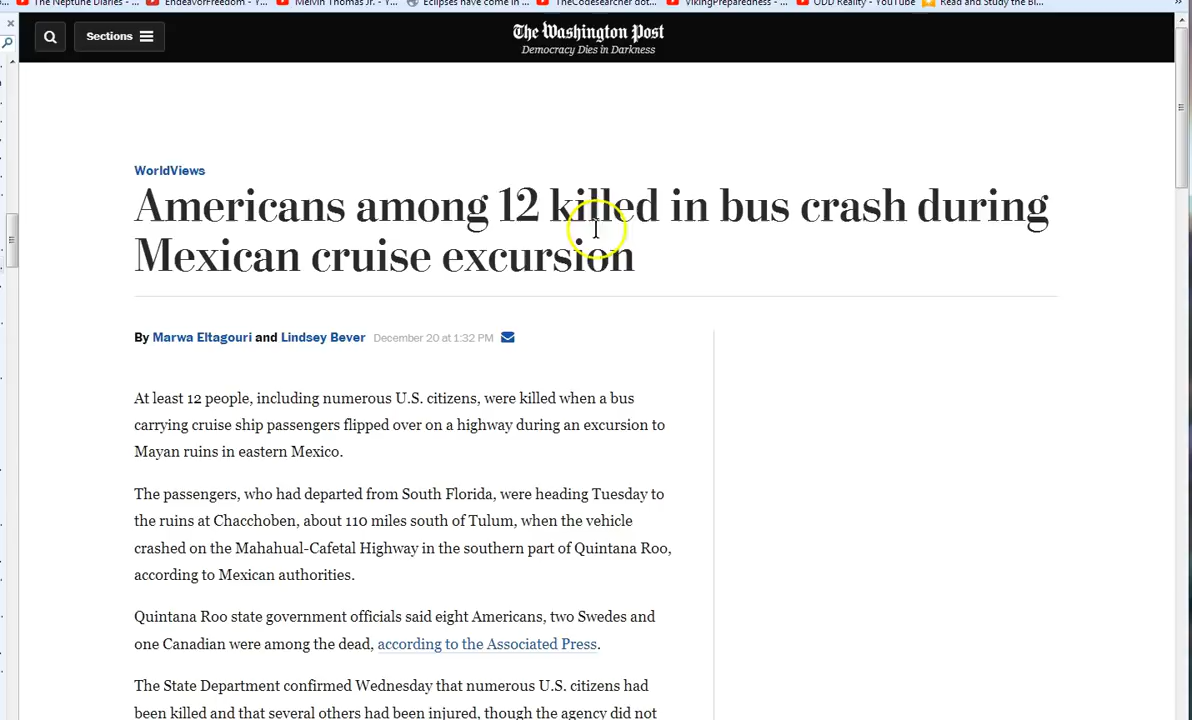 The Neptune Diaries - ... EndeavorFreedom - Y... Melvin Thomas Jr. - Y... Eclipses have come in ... TheCodesearcher dot... VikingPreparedness - ... ODD Reality - YouTube Read and Study the Bi... »
Sections
The Washington Post
Democracy Dies in Darkness
WorldViews
Americans among 12 killed in bus crash during
Mexican cruise excursion
By Marwa Eltagouri and Lindsey Bever December 20 at 1:32 PM
At least 12 people, including numerous U.S. citizens, were killed when a bus
carrying cruise ship passengers flipped over on a highway during an excursion to
Mayan ruins in eastern Mexico.
The passengers, who had departed from South Florida, were heading Tuesday to
the ruins at Chacchoben, about 110 miles south of Tulum, when the vehicle
crashed on the Mahahual-Cafetal Highway in the southern part of Quintana Roo,
according to Mexican authorities.
Quintana Roo state government officials said eight Americans, two Swedes and
one Canadian were among the dead, according to the Associated Press.
The State Department confirmed Wednesday that numerous U.S. citizens had
been killed and that several others had been injured, though the agency did not